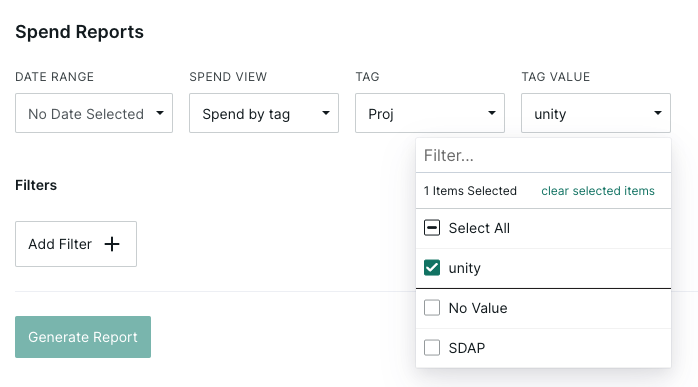 Spend Reports
DATE RANGE SPEND VIEW TAG TAG VALUE
No Date Selected Spend by tag Proj unity
Filter...
Filters
1 Items Selected clear selected items
Select All
Add Filter
unity
No Value
Generate Report
SDAP